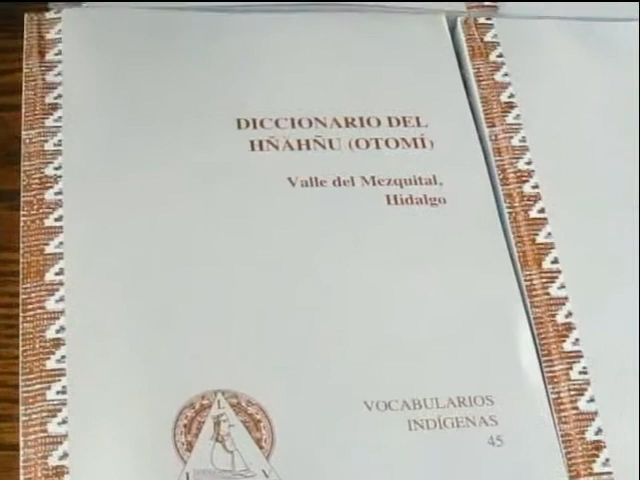 DICCIONARIO DEL
HÑAHÑU (OTOMÍ)
Valle del Mezquital,
Hidalgo
VOCABULARIOS
INDÍGENAS
45
L
I
V